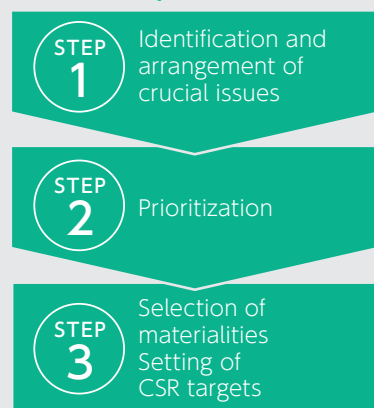 STEP
1
Identification and
arrangement of
crucial issues
STEP
2
Prioritization
STEP
3
Selection of
materialities
Setting of
CSR targets